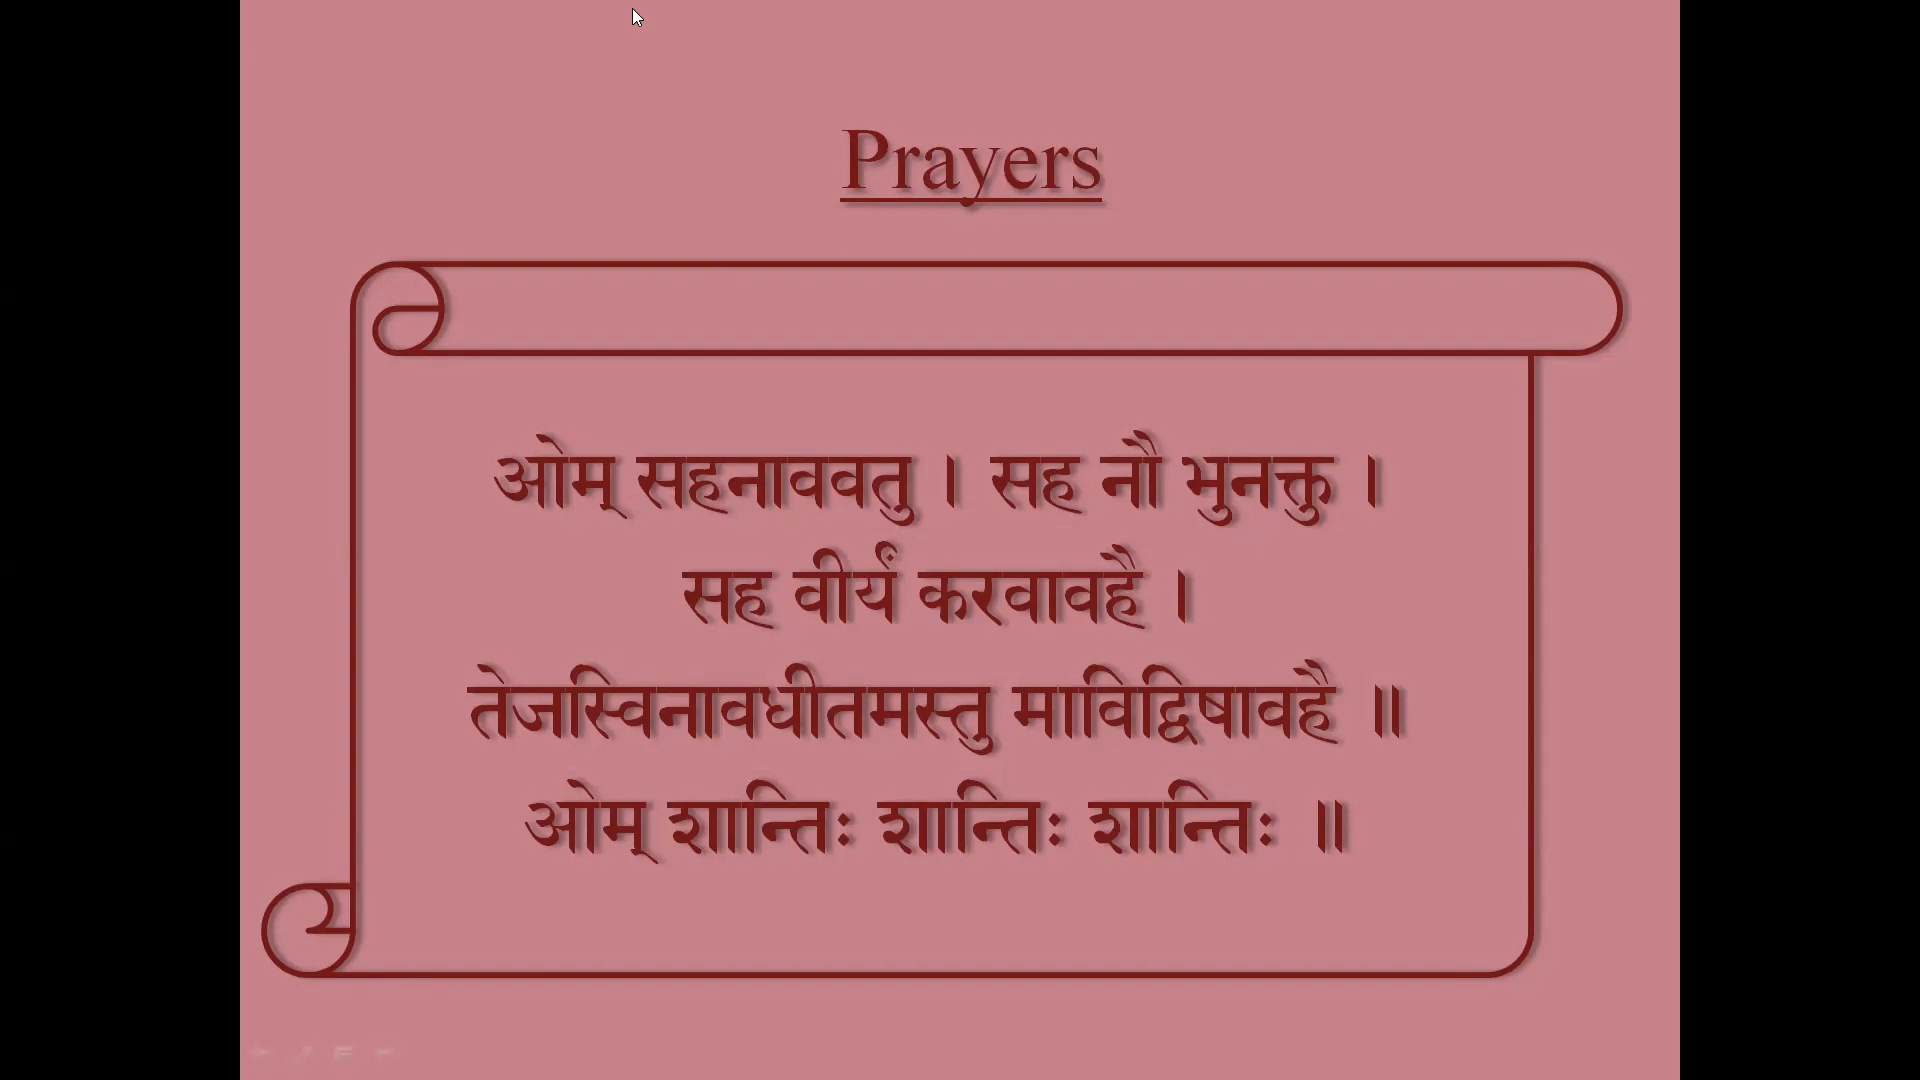 Prayers
ओम् सहनाववतु । सह नौ भुनक्तु ।
सह वीर्यं करवावहै ।
तेजस्विनावधीतमस्तु माविद्विषावहै ॥
ओम् शान्तिः शान्तिः शान्तिः ॥